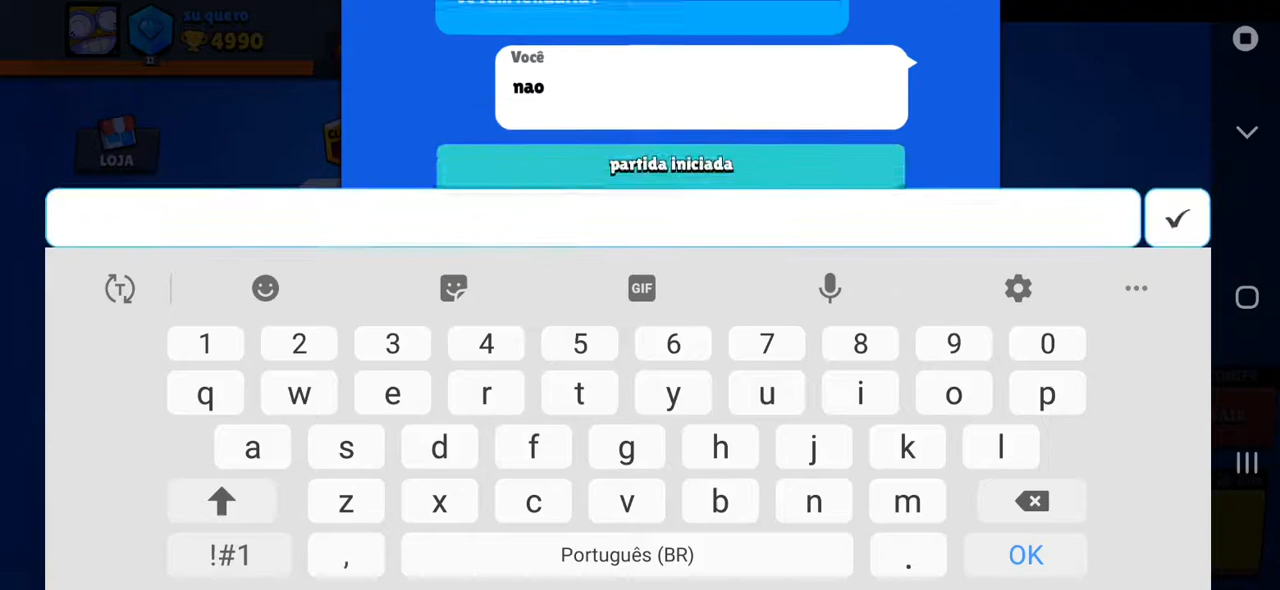 su quero
4990
LOJA
Você
nao
partida iniciada
GIF
1 2 3 4 5 6 7 8 9 0
q w e r t y u i o p
a s d f g h j k l
z x c v b n m
!#1 , Português (BR) . OK